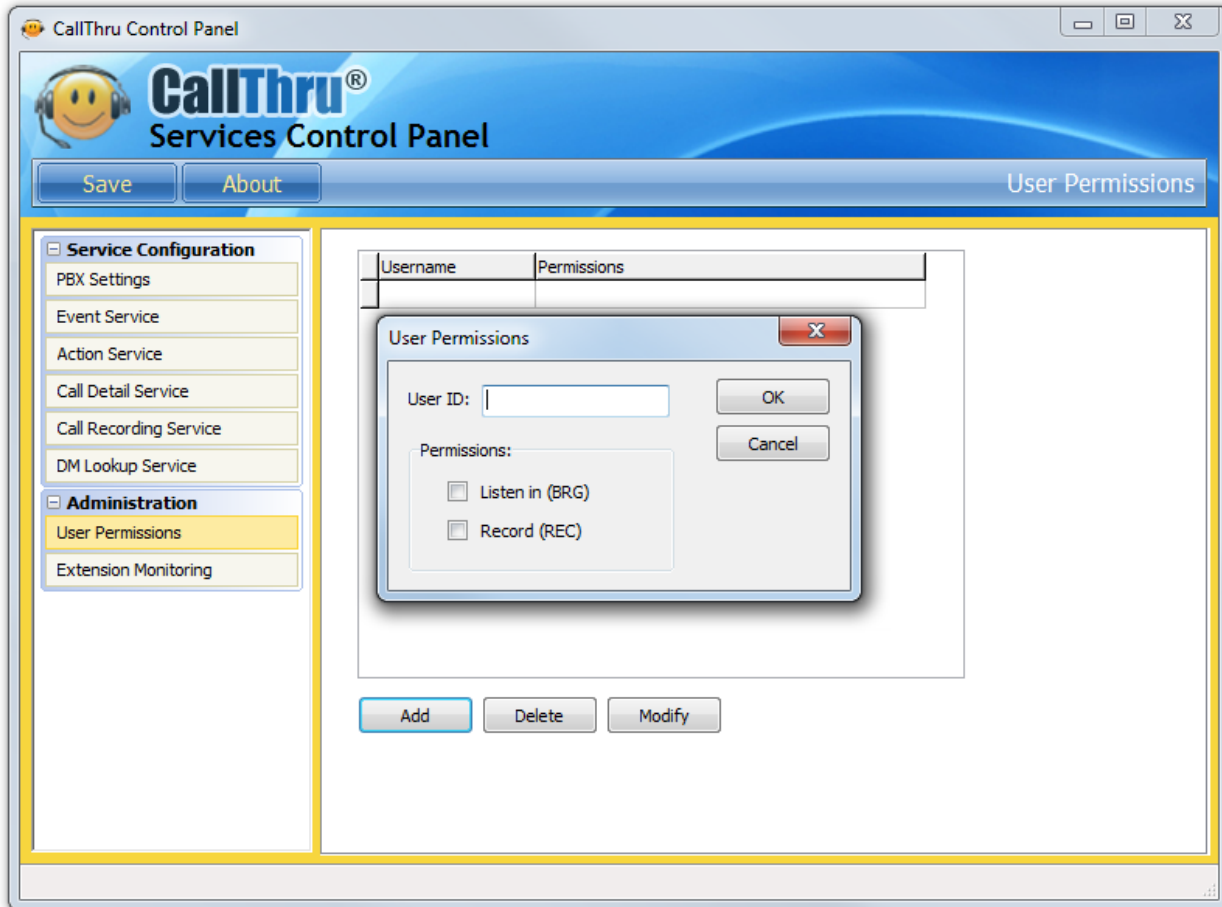 CallThru Control Panel
CallThru®
Services Control Panel
Save About User Permissions
Service Configuration
PBX Settings
Event Service
Action Service
Call Detail Service
Call Recording Service
DM Lookup Service
Administration
User Permissions
Extension Monitoring
Username Permissions
User Permissions
User ID:
OK
Cancel
Permissions:
Listen in (BRG)
Record (REC)
Add Delete Modify